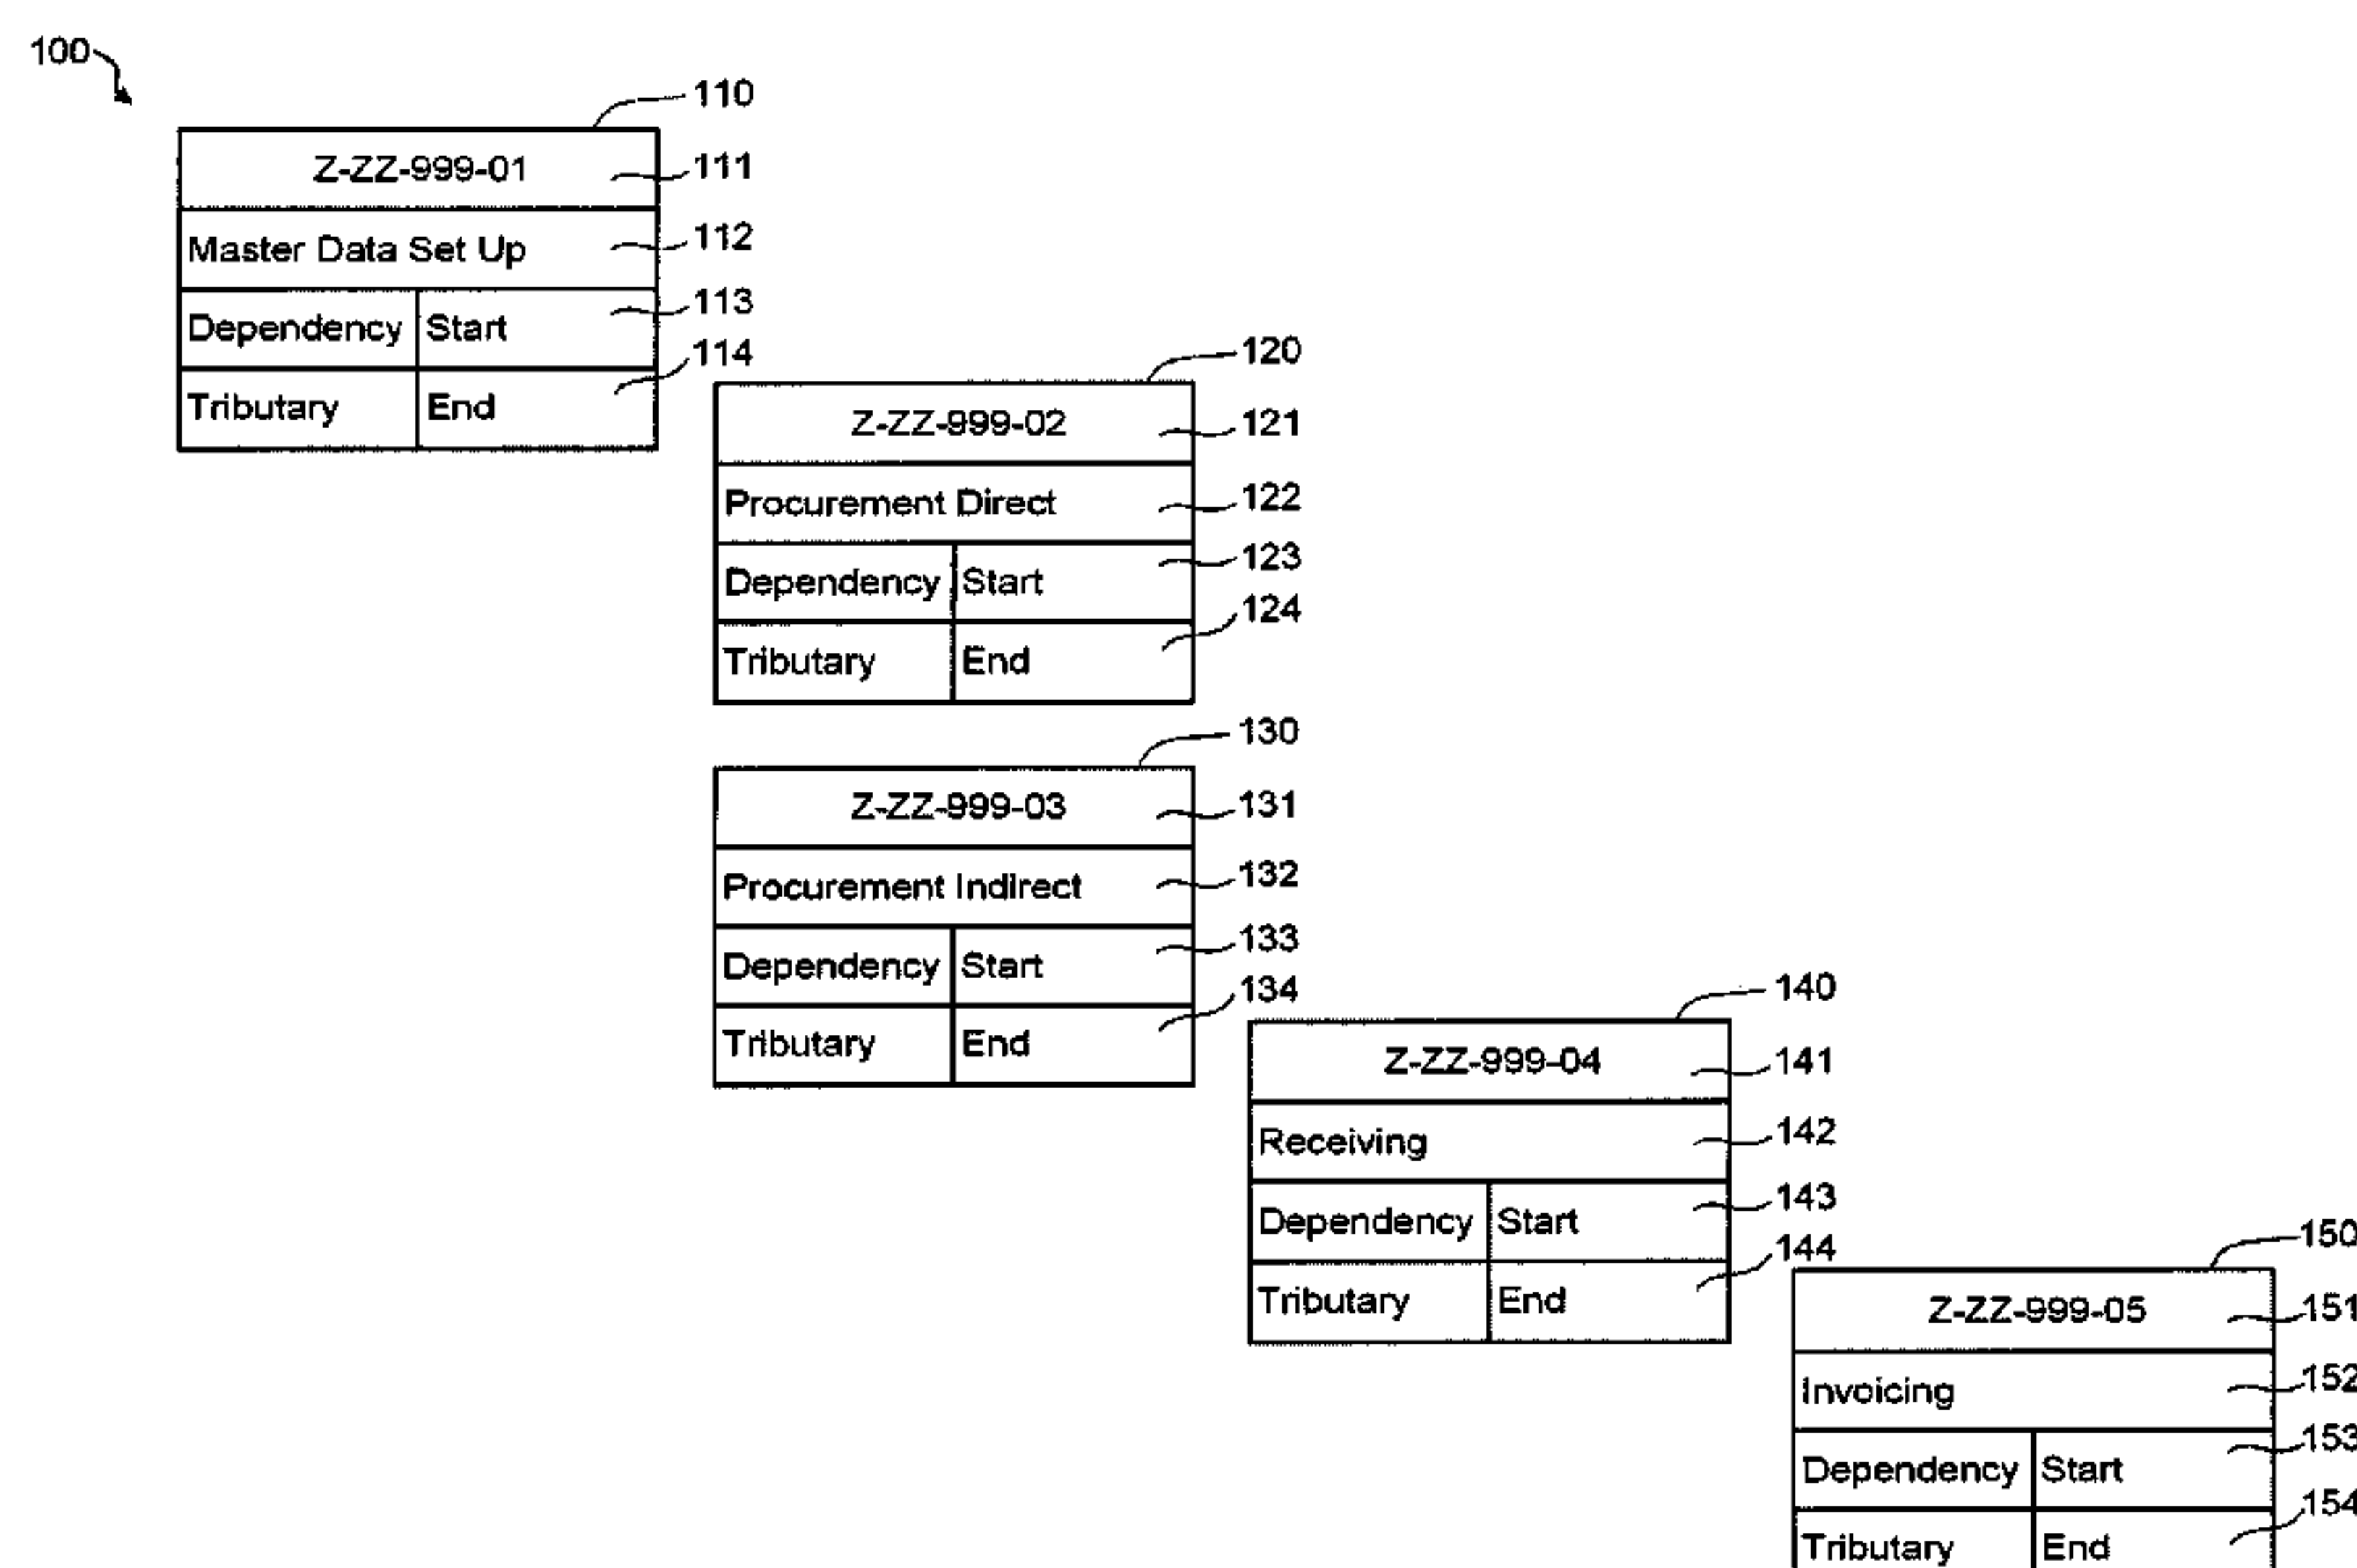 100
110
Z-ZZ-999-01 111
Master Data Set Up 112
Dependency Start 113
Tributary End 114
120
Z-ZZ-999-02 121
Procurement Direct 122
Dependency Start 123
Tributary End 124
130
Z-ZZ-999-03 131
Procurement Indirect 132
Dependency Start 133
Tributary End 134
140
Z-ZZ-999-04 141
Receiving 142
Dependency Start 143
Tributary End 144
150
Z-ZZ-999-05 151
Invoicing 152
Dependency Start 153
Tributary End 154